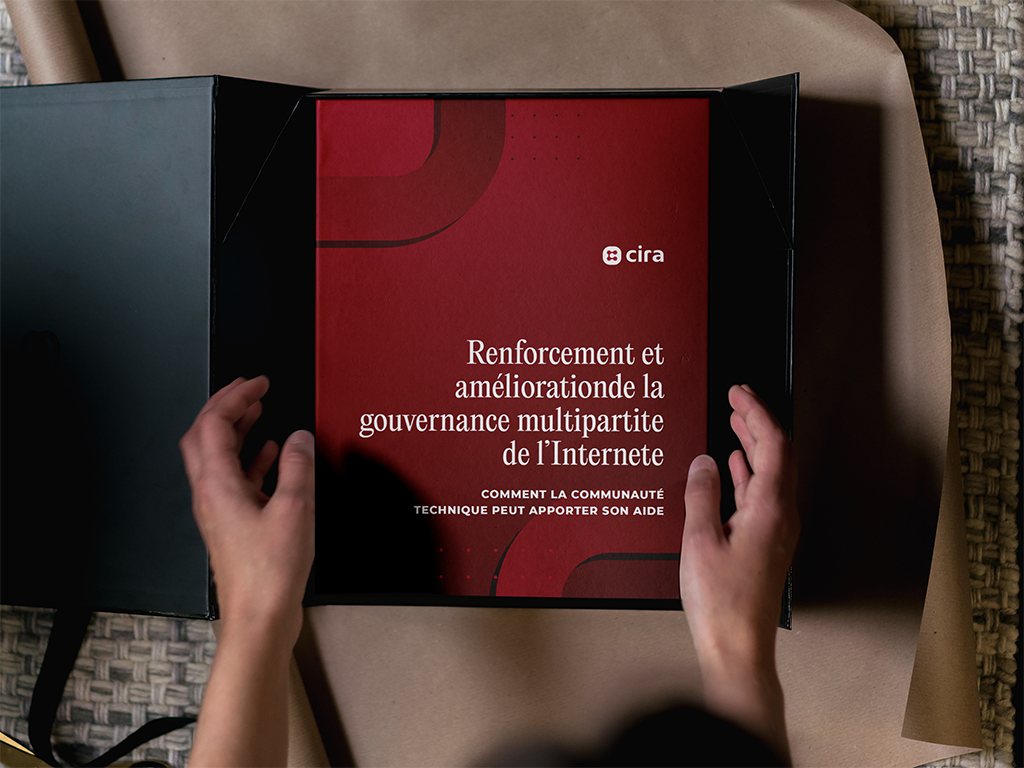 cira
Renforcement et
améliorationde la
gouvernance multipartite
de l'Internete
COMMENT LA COMMUNAUTÉ
TECHNIQUE PEUT APPORTER SON AIDE